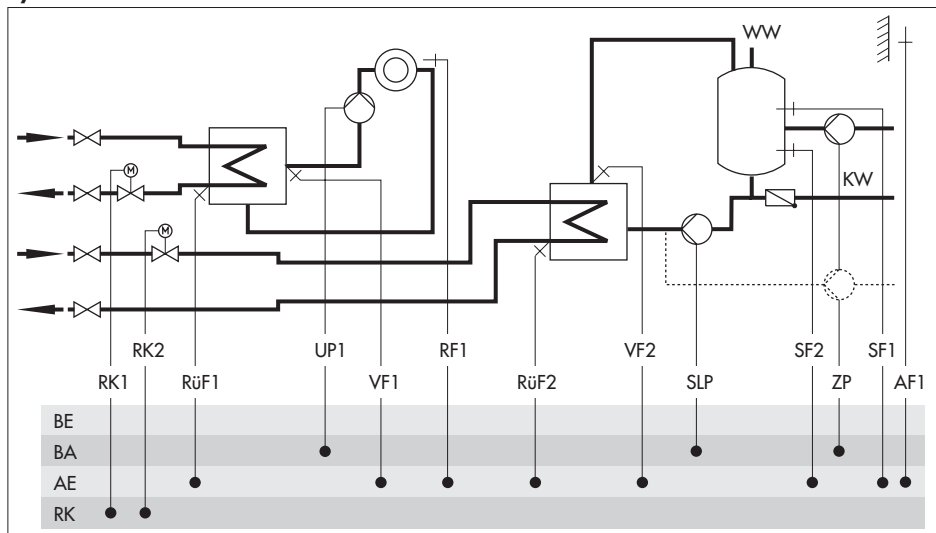 WW
M
KW
M
RK2 UP1 RF1 VF2 SF2 SF1
RK1 RüF1 VF1 RüF2 SLP ZP AF1
BE
BA
AE
RK